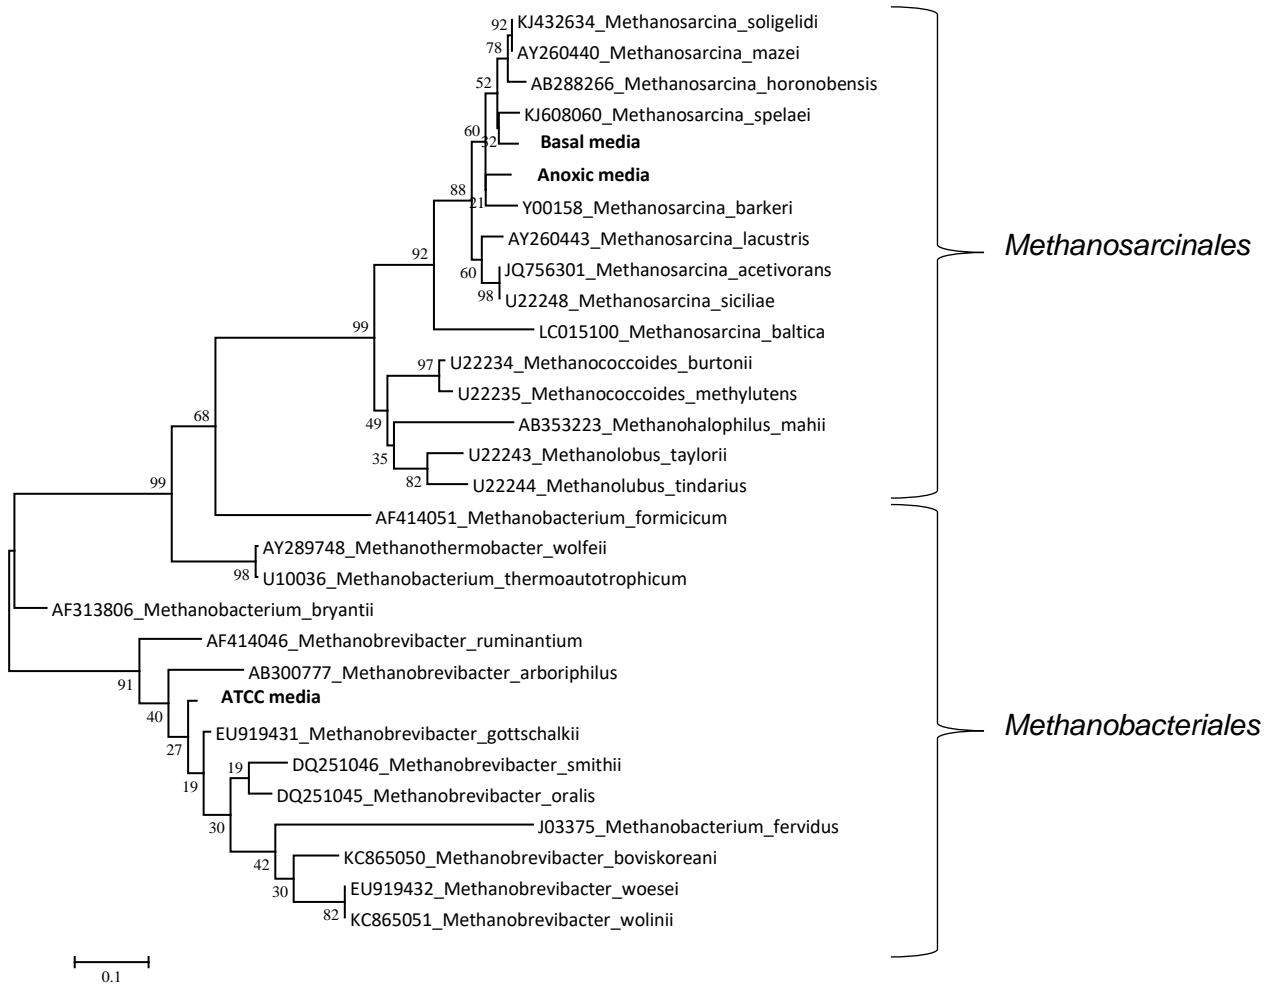 92
KJ432634_Methanosarcina_soligelidi
78
AY260440_Methanosarcina_mazei
52
AB288266_Methanosarcina_horonobensis
KJ608060_Methanosarcina_spelaei
60
32
Basal media
Anoxic media
88
21
Y00158_Methanosarcina_barkeri
AY260443_Methanosarcina_lacustris
Methanosarcinales
92
60
JQ756301_Methanosarcina_acetivorans
98
U22248_Methanosarcina_siciliae
99
LC015100_Methanosarcina_baltica
97
U22234_Methanococcoides_burtonii
U22235_Methanococcoides_methylutens
68
49
AB353223_Methanohalophilus_mahii
35
U22243_Methanolobus_taylorii
82
U22244_Methanolubus_tindarius
99
AF414051_Methanobacterium_formicicum
AY289748_Methanothermobacter_wolfeii
98
U10036_Methanobacterium_thermoautotrophicum
AF313806_Methanobacterium_bryantii
AF414046_Methanobrevibacter_ruminantium
91
AB300777_Methanobrevibacter_arboriphilus
ATCC media
40
Methanobacteriales
27
EU919431_Methanobrevibacter_gottschalkii
19
19
DQ251046_Methanobrevibacter_smithii
DQ251045_Methanobrevibacter_oralis
30
J03375_Methanobacterium_fervidus
42
KC865050_Methanobrevibacter_boviskoreani
30
EU919432_Methanobrevibacter_woesei
82
KC865051_Methanobrevibacter_wolinii
0.1